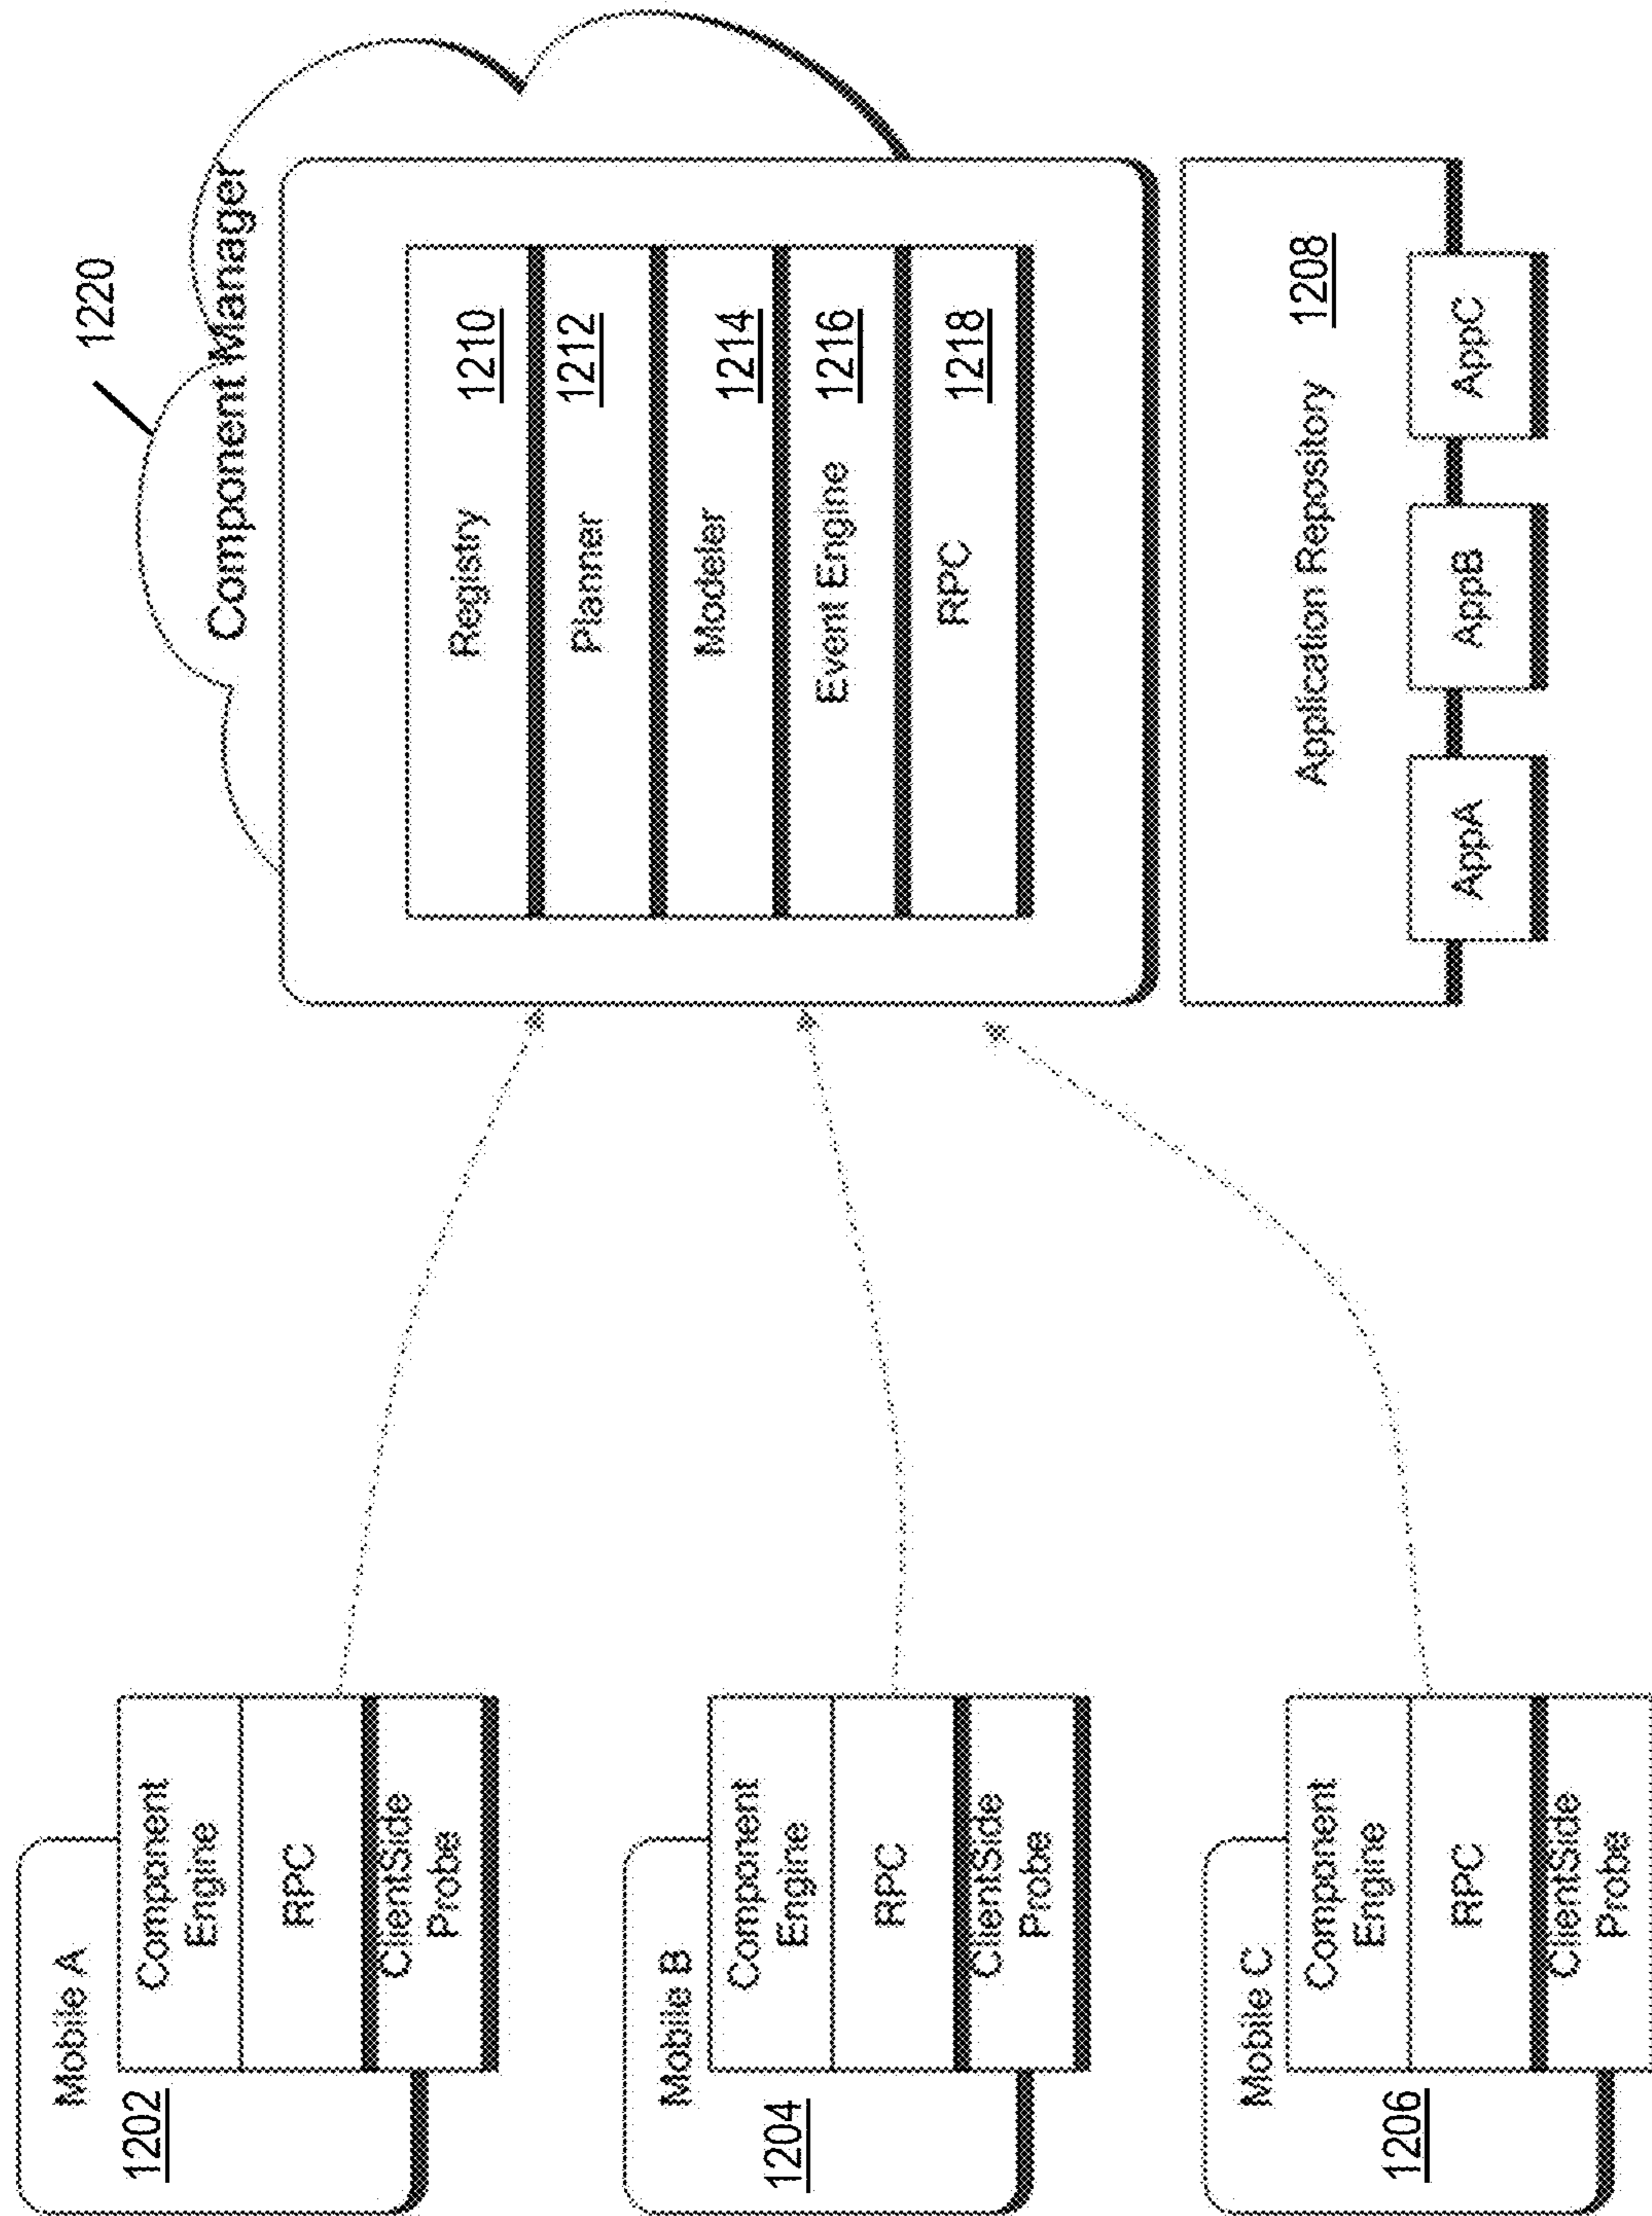 Mobile A
1202
Component
Engine
RPC
ClientSide
Probe
Mobile B
1204
Component
Engine
RPC
ClientSide
Probe
Mobile C
1206
Component
Engine
RPC
ClientSide
Probe
1220
Component Manager
Registry 1210
Planner 1212
Modeler 1214
Event Engine 1216
RPC 1218
Application Repository 1208
AppA
AppB
AppC